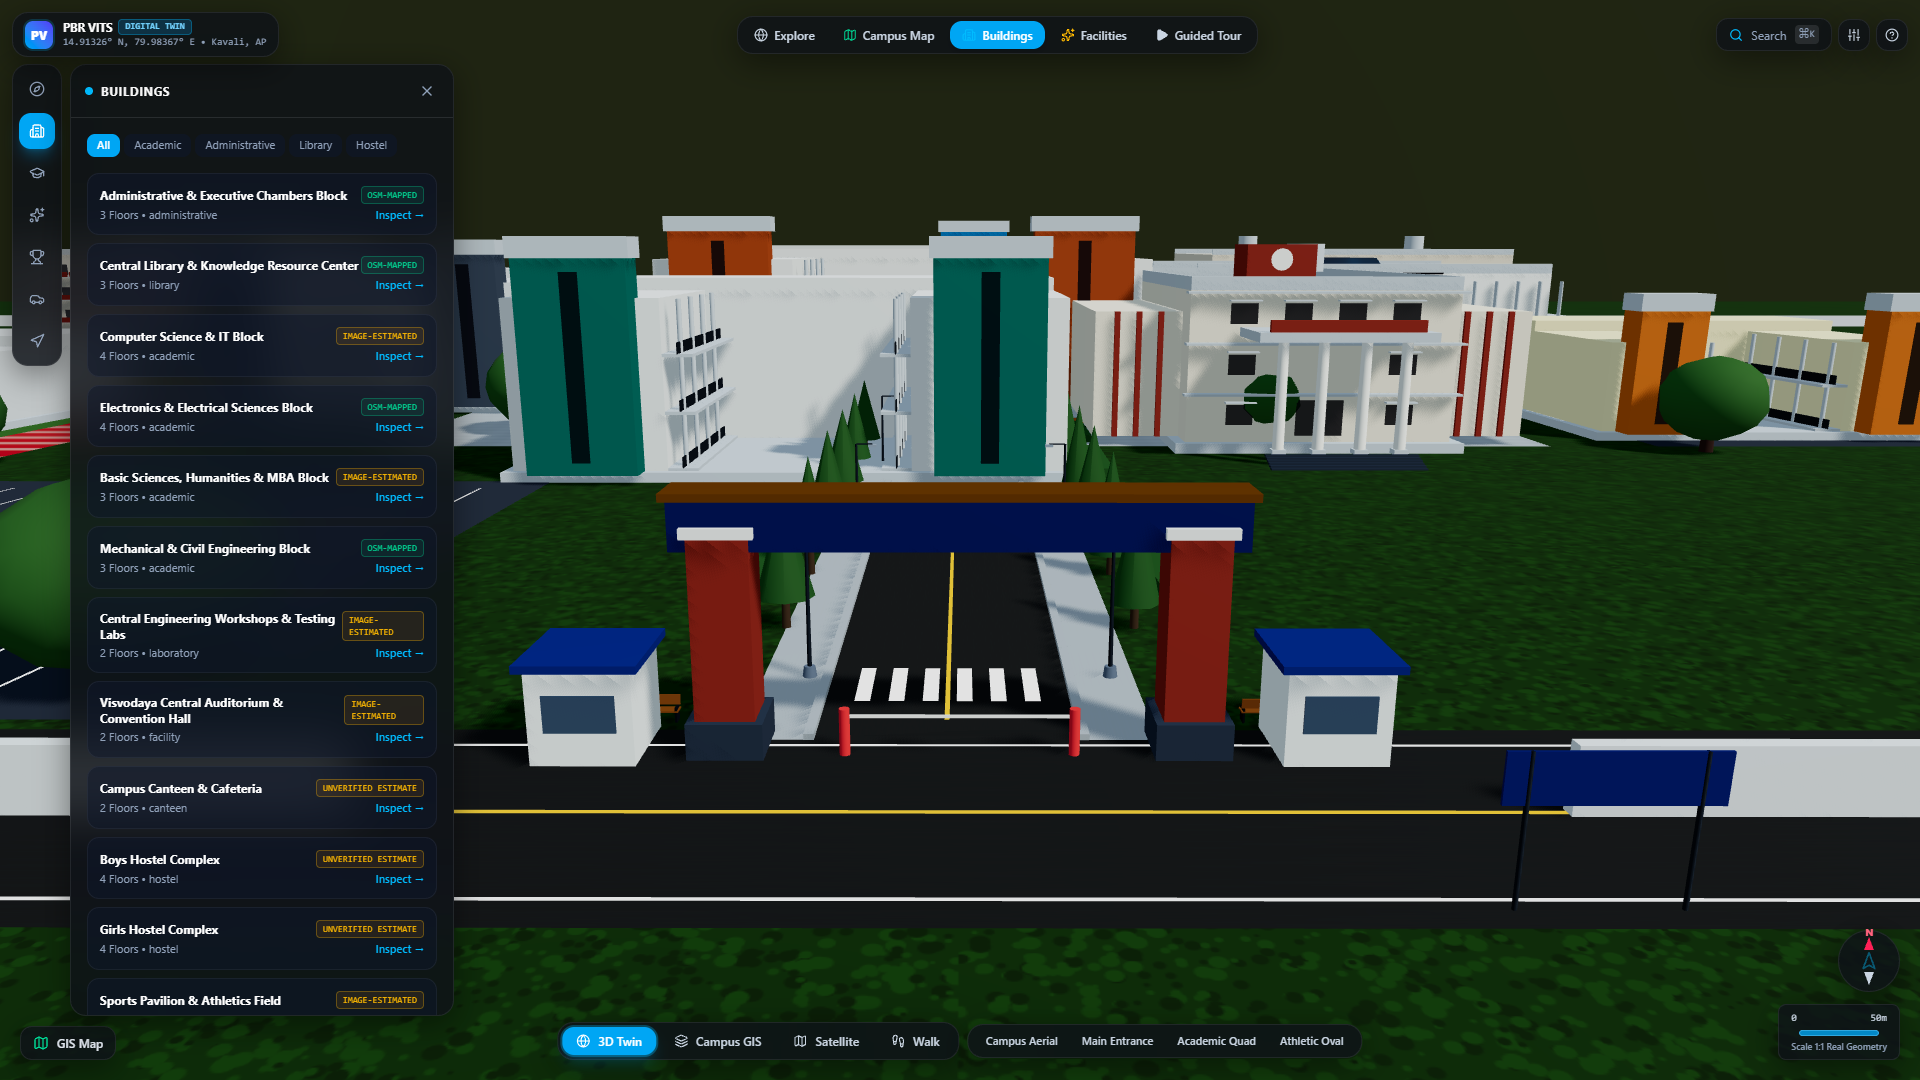 PV
PBR VITS DIGITAL TWIN
14.91326° N, 79.98367° E • Kavali, AP
Explore
Campus Map
Buildings
Facilities
Guided Tour
Search ⌘K
BUILDINGS
All
Academic
Administrative
Library
Hostel
Administrative & Executive Chambers Block OSM-MAPPED
3 Floors • administrative Inspect →
Central Library & Knowledge Resource Center OSM-MAPPED
3 Floors • library Inspect →
Computer Science & IT Block IMAGE-ESTIMATED
4 Floors • academic Inspect →
Electronics & Electrical Sciences Block OSM-MAPPED
4 Floors • academic Inspect →
Basic Sciences, Humanities & MBA Block IMAGE-ESTIMATED
3 Floors • academic Inspect →
Mechanical & Civil Engineering Block OSM-MAPPED
3 Floors • academic Inspect →
Central Engineering Workshops & Testing
Labs
IMAGE-
ESTIMATED
2 Floors • laboratory Inspect →
Visvodaya Central Auditorium &
Convention Hall
IMAGE-
ESTIMATED
2 Floors • facility Inspect →
Campus Canteen & Cafeteria UNVERIFIED ESTIMATE
2 Floors • canteen Inspect →
Boys Hostel Complex UNVERIFIED ESTIMATE
4 Floors • hostel Inspect →
Girls Hostel Complex UNVERIFIED ESTIMATE
4 Floors • hostel Inspect →
Sports Pavilion & Athletics Field IMAGE-ESTIMATED
GIS Map
3D Twin
Campus GIS
Satellite
Walk
Campus Aerial
Main Entrance
Academic Quad
Athletic Oval
N
0 50m
Scale 1:1 Real Geometry